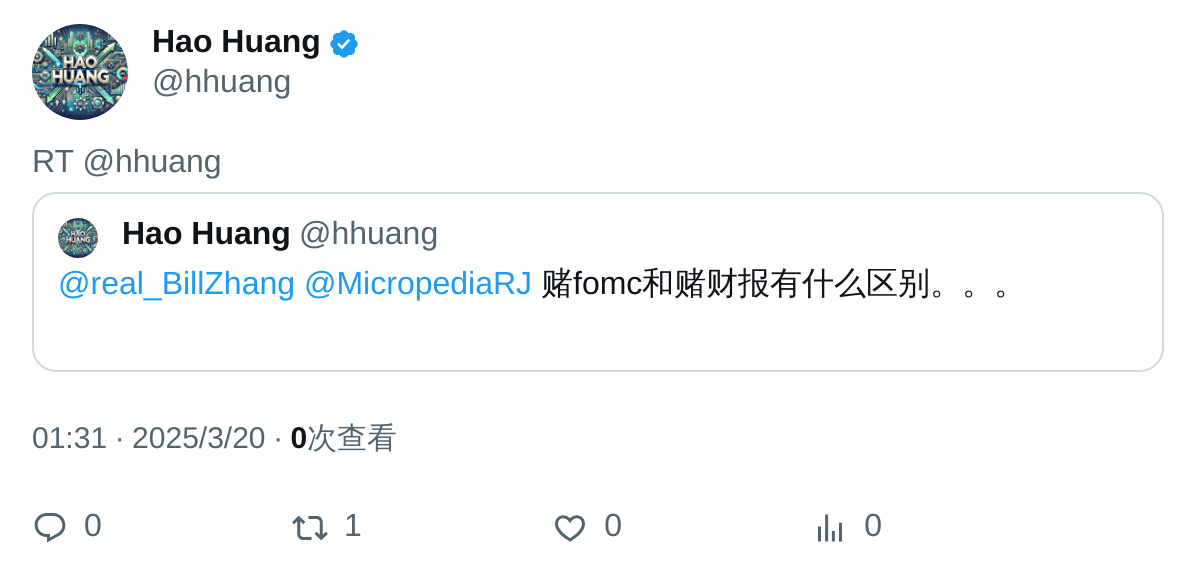 HAO
HUANG
Hao Huang
@hhuang
RT @hhuang
HAO
HUANG
Hao Huang @hhuang
@real_BillZhang @MicropediaRJ 赌fomc和赌财报有什么区别。。。
01:31 · 2025/3/20 · 0次查看
0 1 0 0